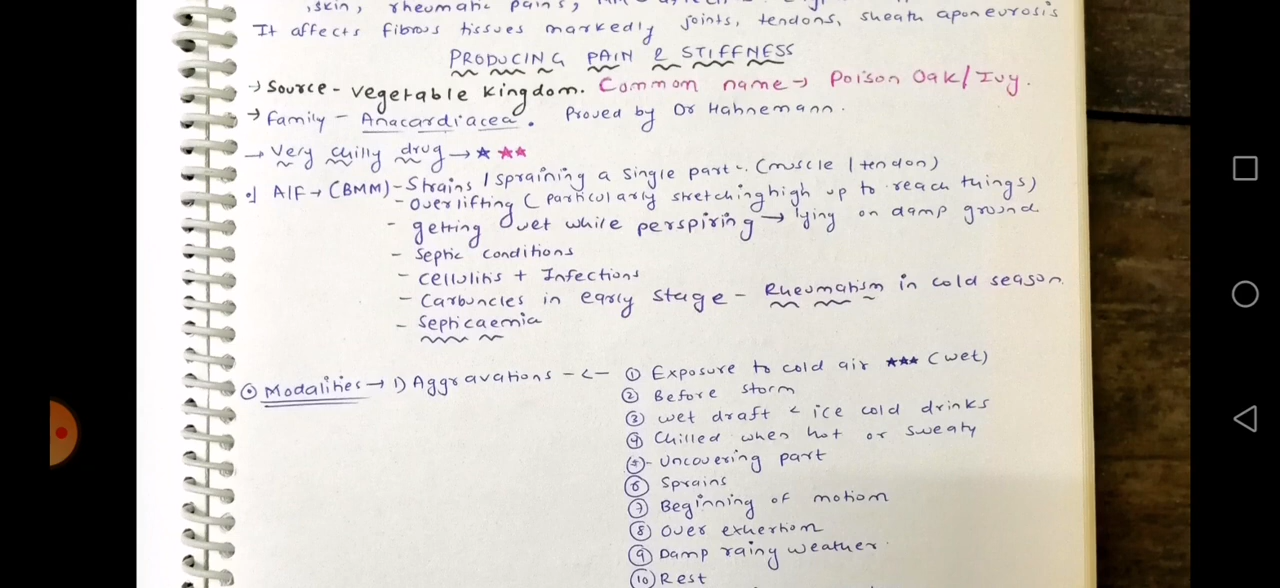 , skin, rheumatic pains,
It affects fibrous tissues markedly joints, tendons, sheath aponeurosis
PRODUCING PAIN & STIFFNESS
→ Source - vegetable kingdom. Common name → Poison Oak / Ivy.
→ Family - Anacardiacea. Proved by Dr Hahnemann.
→ Very chilly drug → ★ ★★
A/F → (BMM) - Strains / spraining a single part. (muscle / tendon)
- Overlifting (particularly stretching high up to reach things)
- getting wet while perspiring → lying on damp ground
- Septic conditions
- Cellulitis + Infections
- Carbuncles in early stage - Rheumatism in cold season.
- Septicaemia
⊙ Modalities → 1) Aggravations - < - ① Exposure to cold air ★★★ (wet)
② Before storm
③ wet draft < ice cold drinks
④ Chilled when hot or sweaty
- Uncovering part
⑥ Sprains
⑦ Beginning of motion
⑧ Over exhertion
⑨ Damp rainy weather.
⑩ Rest